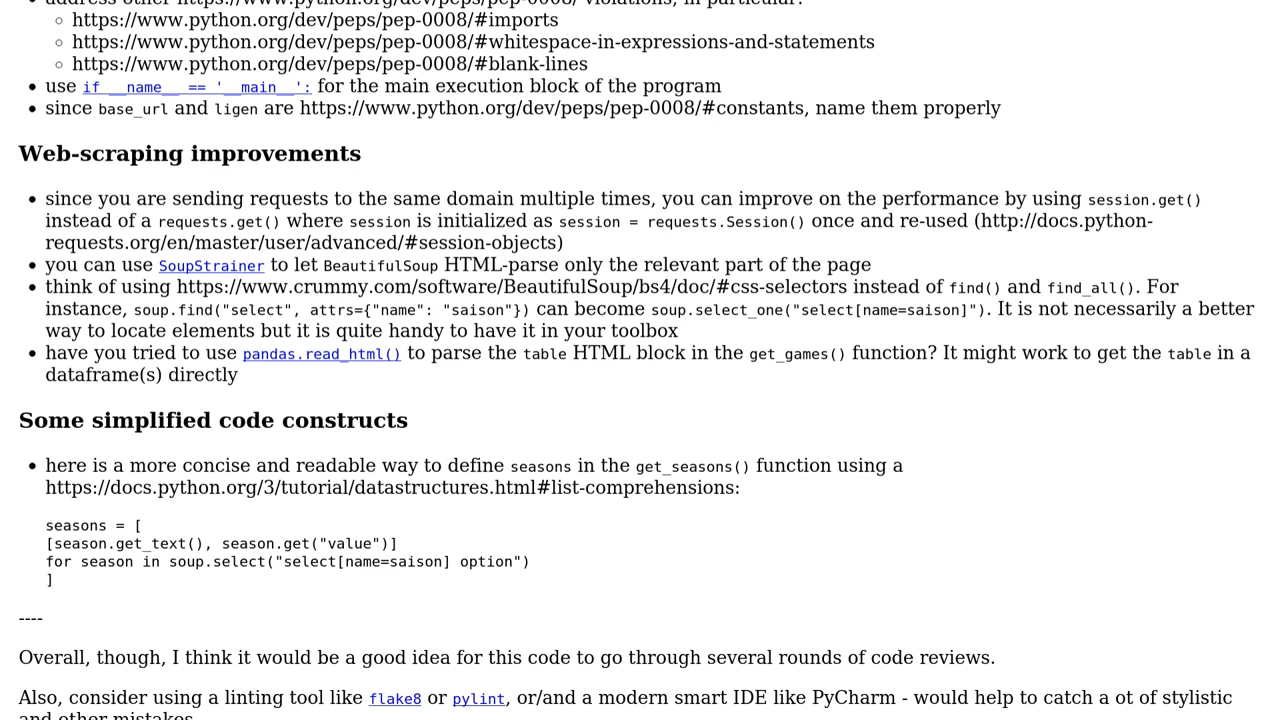 address other https://www.python.org/dev/peps/pep-0008/ violations, in particular:
https://www.python.org/dev/peps/pep-0008/#imports
https://www.python.org/dev/peps/pep-0008/#whitespace-in-expressions-and-statements
https://www.python.org/dev/peps/pep-0008/#blank-lines
use if __name__ == '__main__': for the main execution block of the program
since base_url and ligen are https://www.python.org/dev/peps/pep-0008/#constants, name them properly
Web-scraping improvements
since you are sending requests to the same domain multiple times, you can improve on the performance by using session.get()
instead of a requests.get() where session is initialized as session = requests.Session() once and re-used (http://docs.python-
requests.org/en/master/user/advanced/#session-objects)
you can use SoupStrainer to let BeautifulSoup HTML-parse only the relevant part of the page
think of using https://www.crummy.com/software/BeautifulSoup/bs4/doc/#css-selectors instead of find() and find_all(). For
instance, soup.find("select", attrs={"name": "saison"}) can become soup.select_one("select[name=saison]"). It is not necessarily a better
way to locate elements but it is quite handy to have it in your toolbox
have you tried to use pandas.read_html() to parse the table HTML block in the get_games() function? It might work to get the table in a
dataframe(s) directly
Some simplified code constructs
here is a more concise and readable way to define seasons in the get_seasons() function using a
https://docs.python.org/3/tutorial/datastructures.html#list-comprehensions:
seasons = [
[season.get_text(), season.get("value")]
for season in soup.select("select[name=saison] option")
]
----
Overall, though, I think it would be a good idea for this code to go through several rounds of code reviews.
Also, consider using a linting tool like flake8 or pylint, or/and a modern smart IDE like PyCharm - would help to catch a ot of stylistic
and other mistakes.